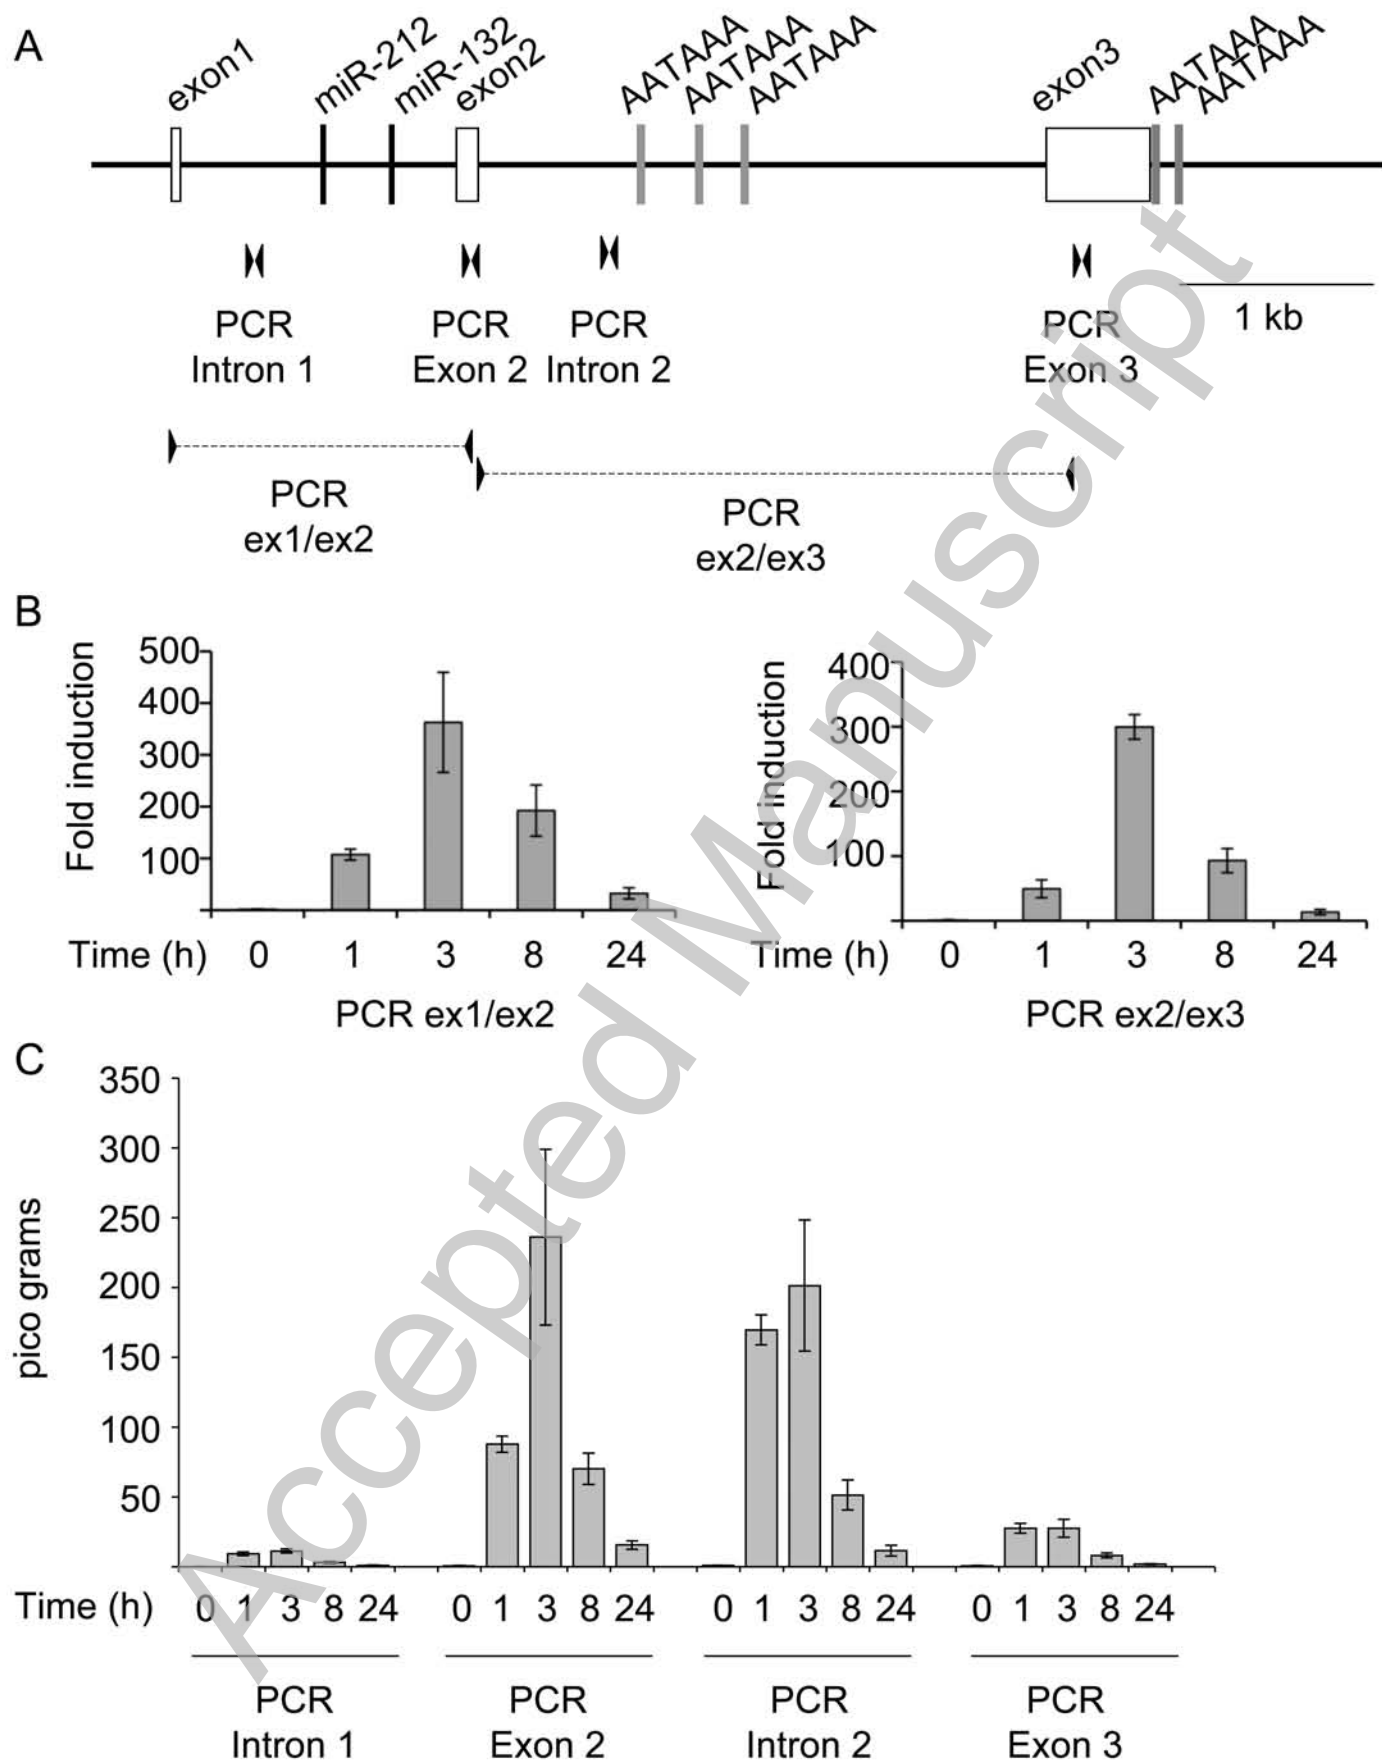 A
exon1
miR-212
miR-132
exon2
AATAAA
AATAAA
AATAAA
exon3
AATAAA
AATAAA
PCR
Intron 1
PCR
Exon 2
PCR
Intron 2
PCR
Exon 3
1 kb
PCR
ex1/ex2
PCR
ex2/ex3
B
Fold induction
500
400
300
200
100
Time (h) 0 1 3 8 24
PCR ex1/ex2
Fold induction
400
300
200
100
Time (h) 0 1 3 8 24
PCR ex2/ex3
C
pico grams
350
300
250
200
150
100
50
Time (h) 0 1 3 8 24 0 1 3 8 24 0 1 3 8 24 0 1 3 8 24
PCR
Intron 1
PCR
Exon 2
PCR
Intron 2
PCR
Exon 3
Accepted Manuscript